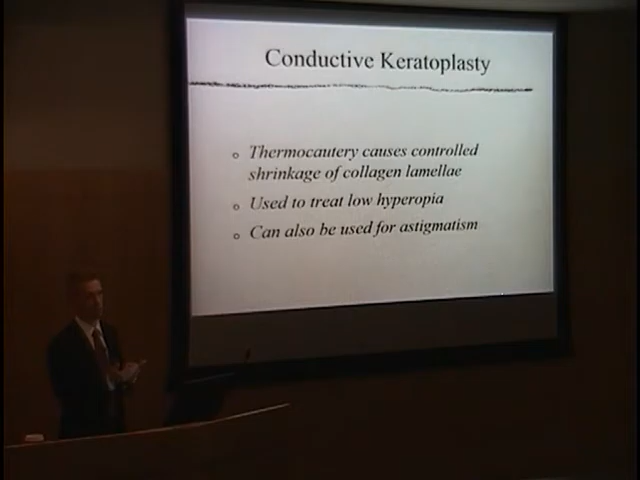 Conductive Keratoplasty
Thermocautery causes controlled
shrinkage of collagen lamellae
Used to treat low hyperopia
Can also be used for astigmatism